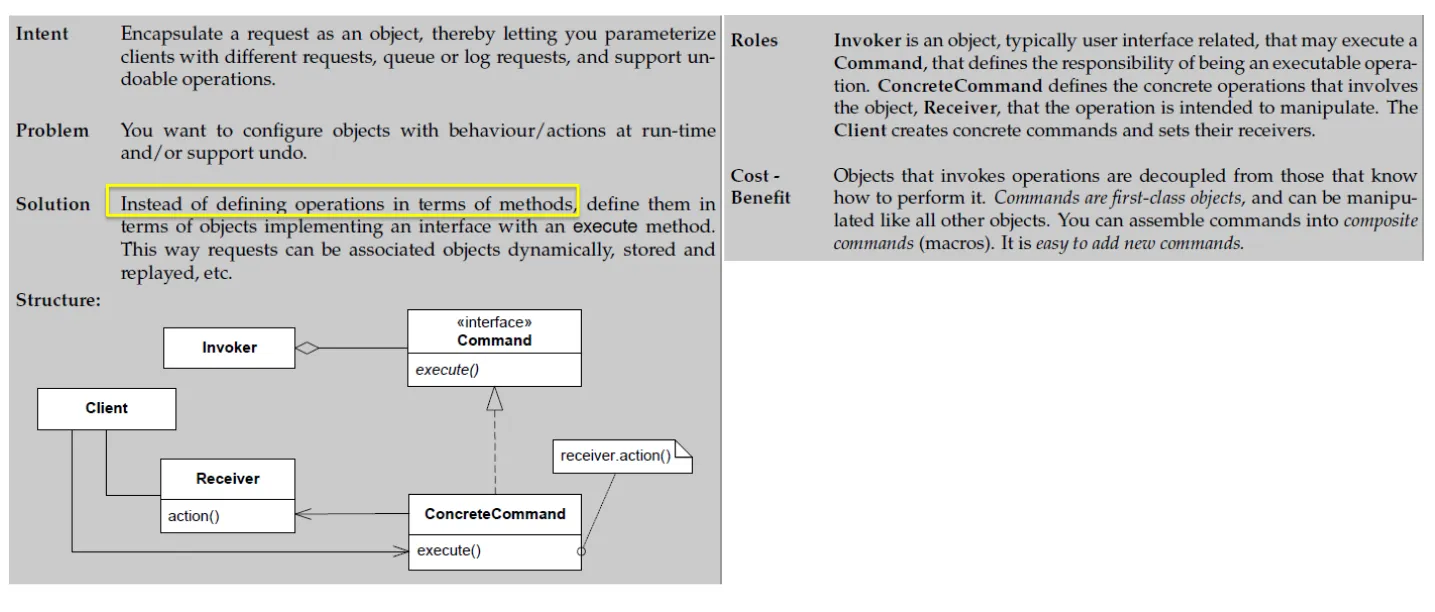 Intent
Encapsulate a request as an object, thereby letting you parameterize
clients with different requests, queue or log requests, and support un-
doable operations.
Problem
You want to configure objects with behaviour/actions at run-time
and/or support undo.
Solution
Instead of defining operations in terms of methods, define them in
terms of objects implementing an interface with an execute method.
This way requests can be associated objects dynamically, stored and
replayed, etc.
Structure:
Invoker
«interface»
Command
execute()
Client
Receiver
action()
receiver.action()
ConcreteCommand
execute()
Roles
Invoker is an object, typically user interface related, that may execute a
Command, that defines the responsibility of being an executable opera-
tion. ConcreteCommand defines the concrete operations that involves
the object, Receiver, that the operation is intended to manipulate. The
Client creates concrete commands and sets their receivers.
Cost -
Benefit
Objects that invokes operations are decoupled from those that know
how to perform it. Commands are first-class objects, and can be manipu-
lated like all other objects. You can assemble commands into composite
commands (macros). It is easy to add new commands.